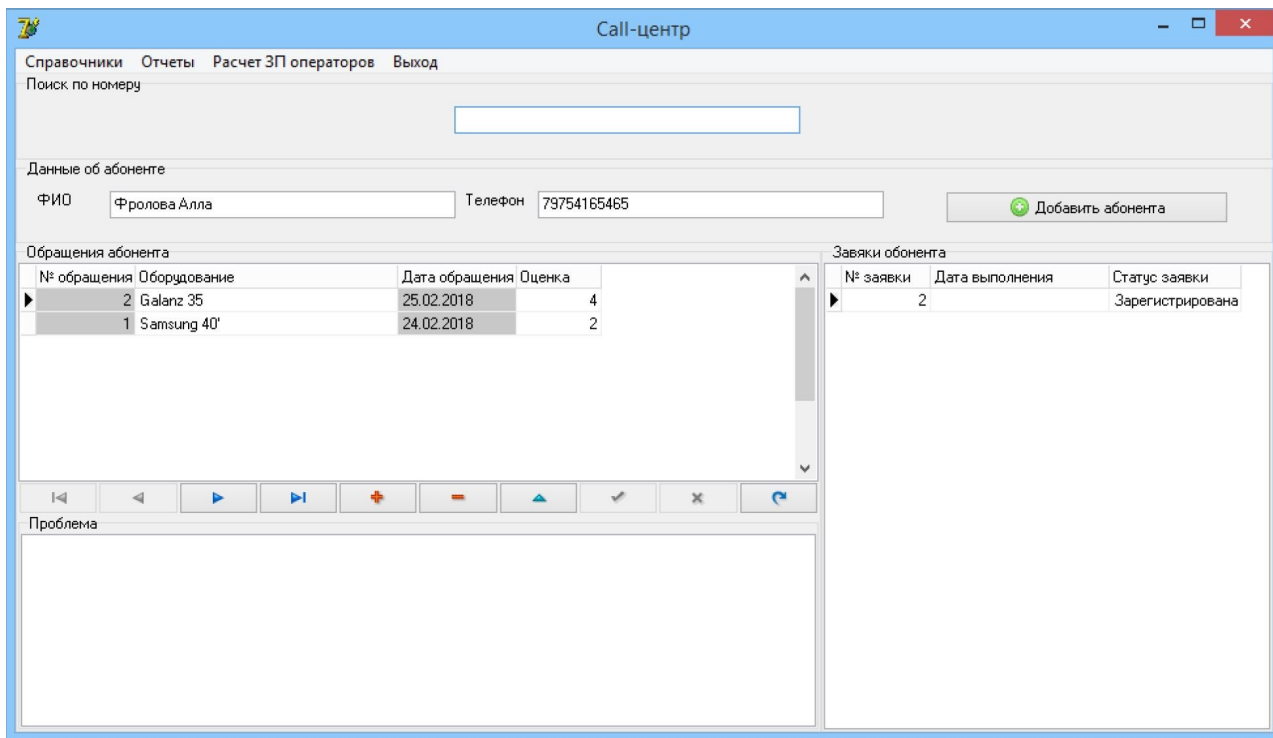 Call-центр
Справочники Отчеты Расчет ЗП операторов Выход
Поиск по номеру
Данные об абоненте
ФИО Фролова Алла Телефон 79754165465 Добавить абонента
Обращения абонента Завяки обонента
№ обращения Оборудование Дата обращения Оценка № заявки Дата выполнения Статус заявки
2 Galanz 35 25.02.2018 4 2 Зарегистрирована
1 Samsung 40' 24.02.2018 2
Проблема